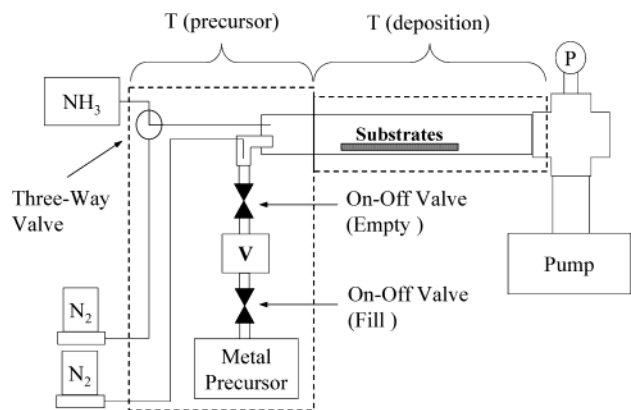 T (precursor)
T (deposition)
P
NH3
Substrates
Three-Way
Valve
On-Off Valve
(Empty )
V
Pump
N2
On-Off Valve
(Fill )
N2
Metal
Precursor